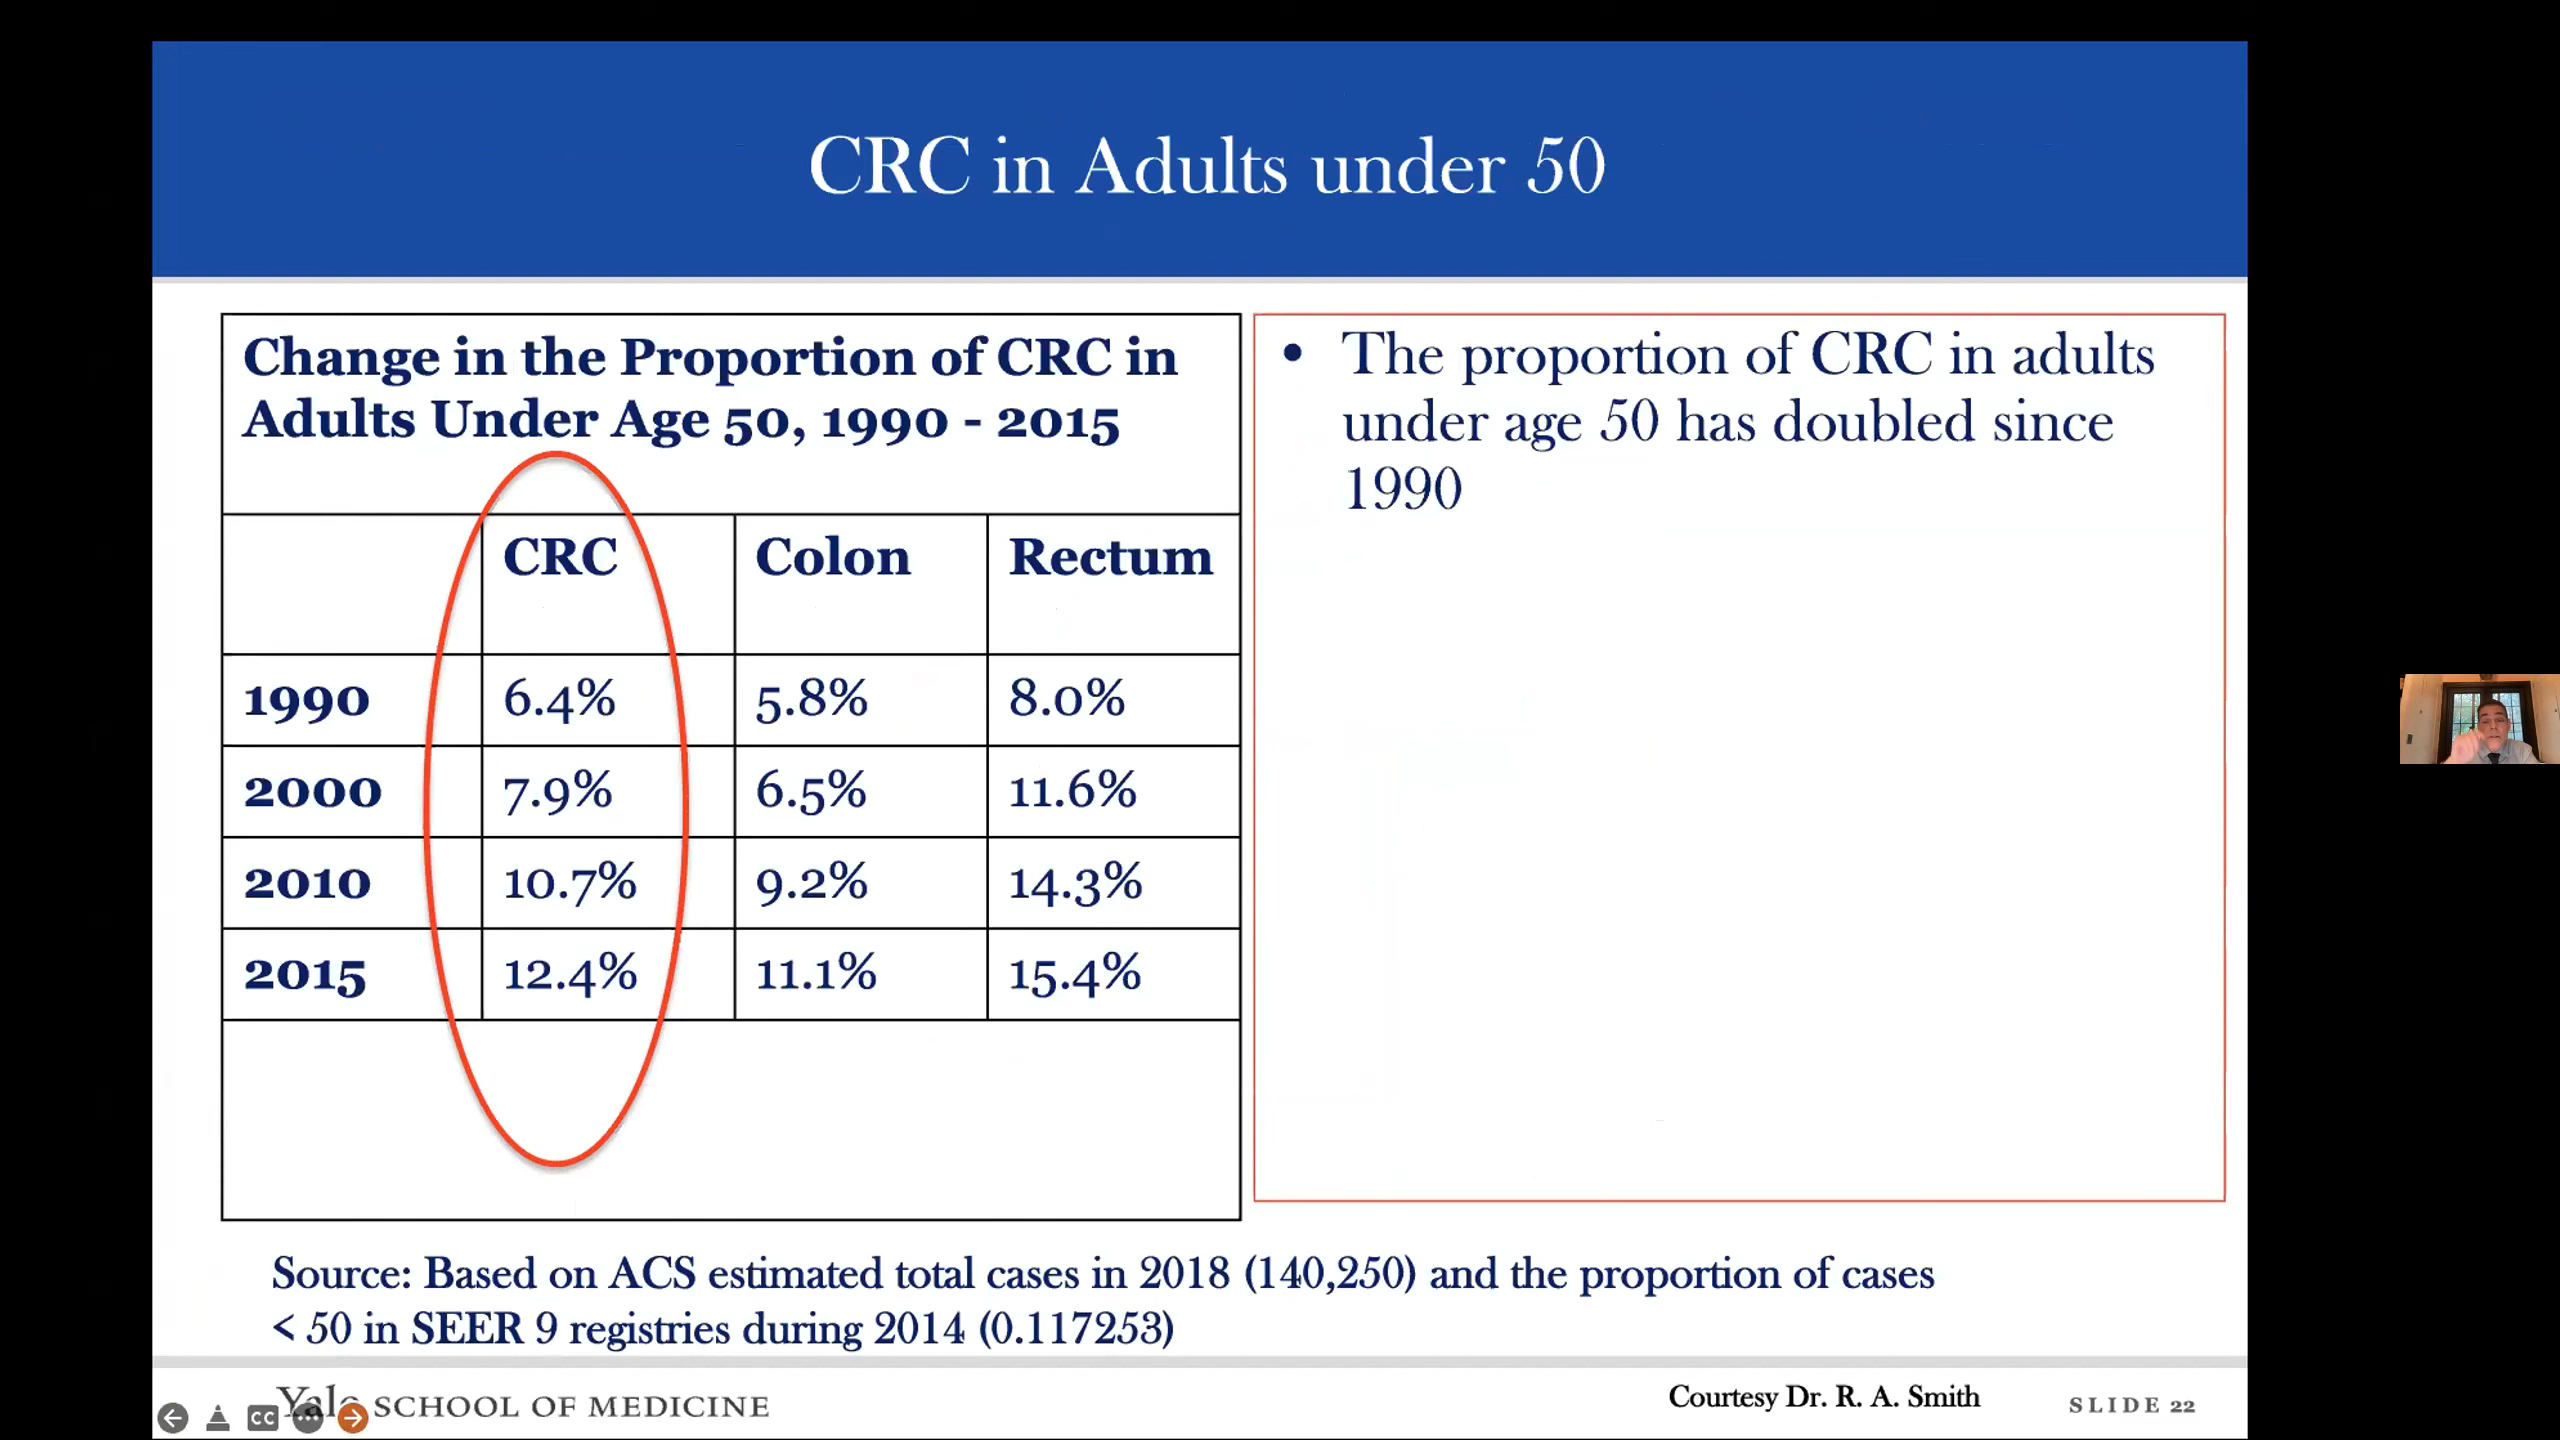 CRC in Adults under 50
Change in the Proportion of CRC in
Adults Under Age 50, 1990 - 2015
CRC Colon Rectum
1990 6.4% 5.8% 8.0%
2000 7.9% 6.5% 11.6%
2010 10.7% 9.2% 14.3%
2015 12.4% 11.1% 15.4%
• The proportion of CRC in adults
under age 50 has doubled since
1990
Source: Based on ACS estimated total cases in 2018 (140,250) and the proportion of cases
< 50 in SEER 9 registries during 2014 (0.117253)
Yale SCHOOL OF MEDICINE
Courtesy Dr. R. A. Smith
SLIDE 22
CC